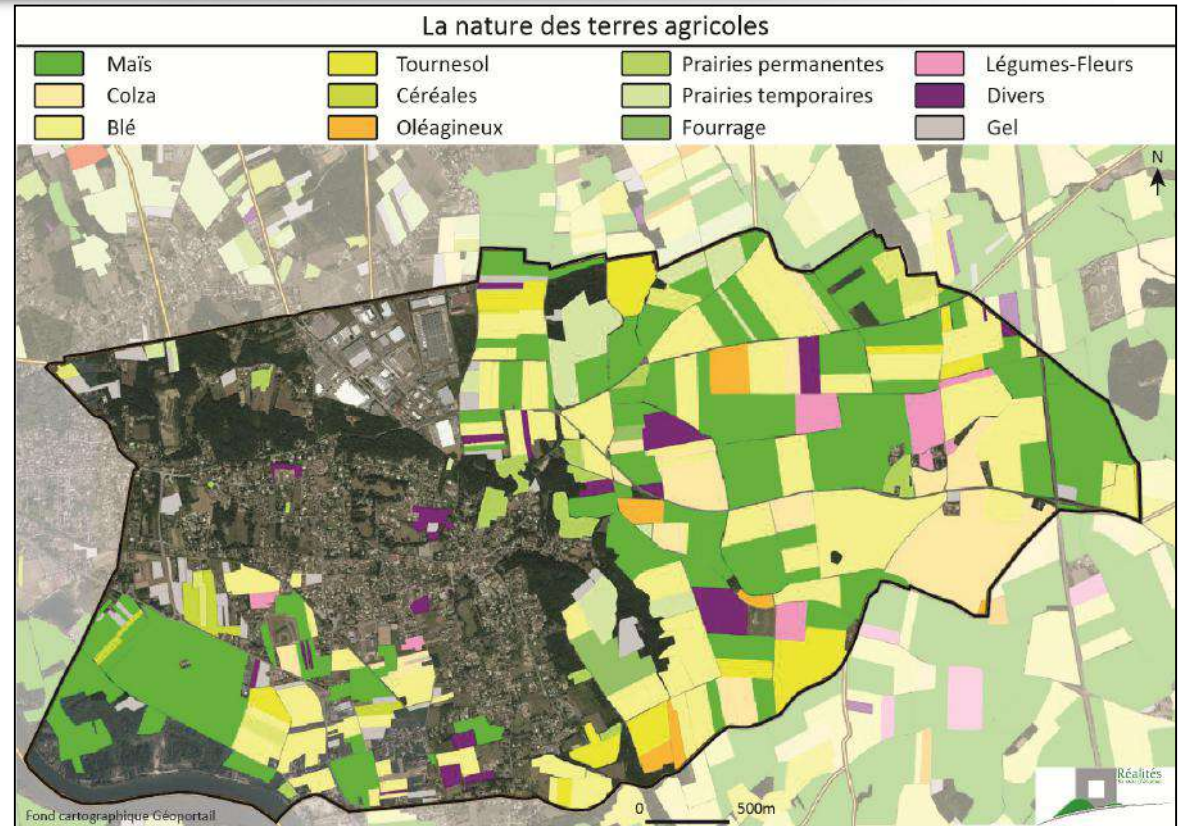 La nature des terres agricoles
Maïs
Tournesol
Prairies permanentes
Légumes-Fleurs
Colza
Céréales
Prairies temporaires
Divers
Blé
Oléagineux
Fourrage
Gel
N
Réalités
0 500m
Fond cartographique Géoportail